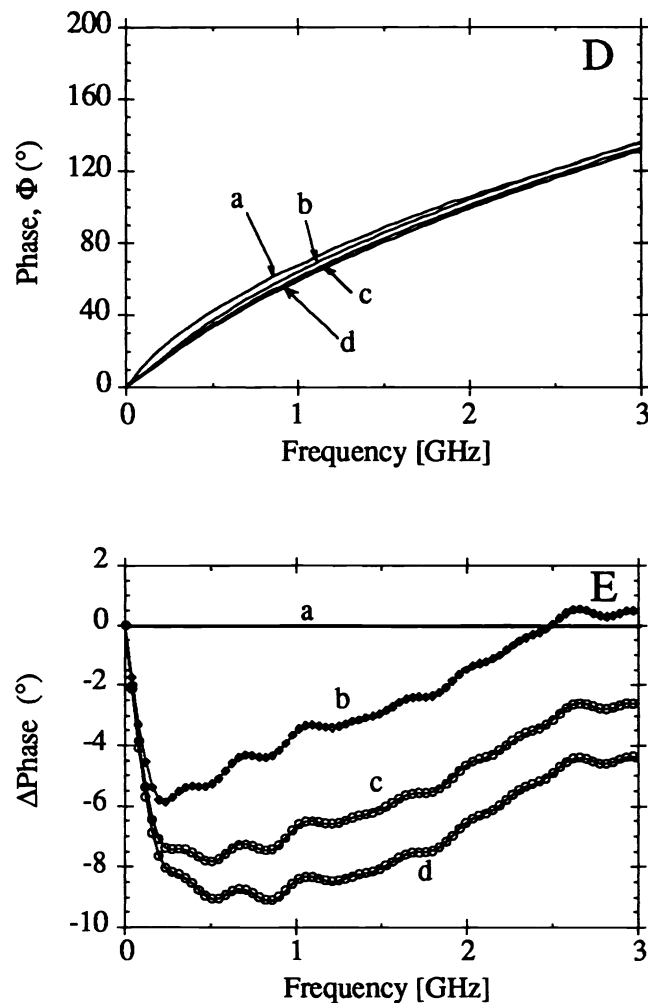 D
Phase, Φ (°)
200
160
120
80
40
0
a
b
c
d
0
1
2
3
Frequency [GHz]
E
ΔPhase (°)
2
0
-2
-4
-6
-8
-10
a
b
c
d
0
1
2
3
Frequency [GHz]